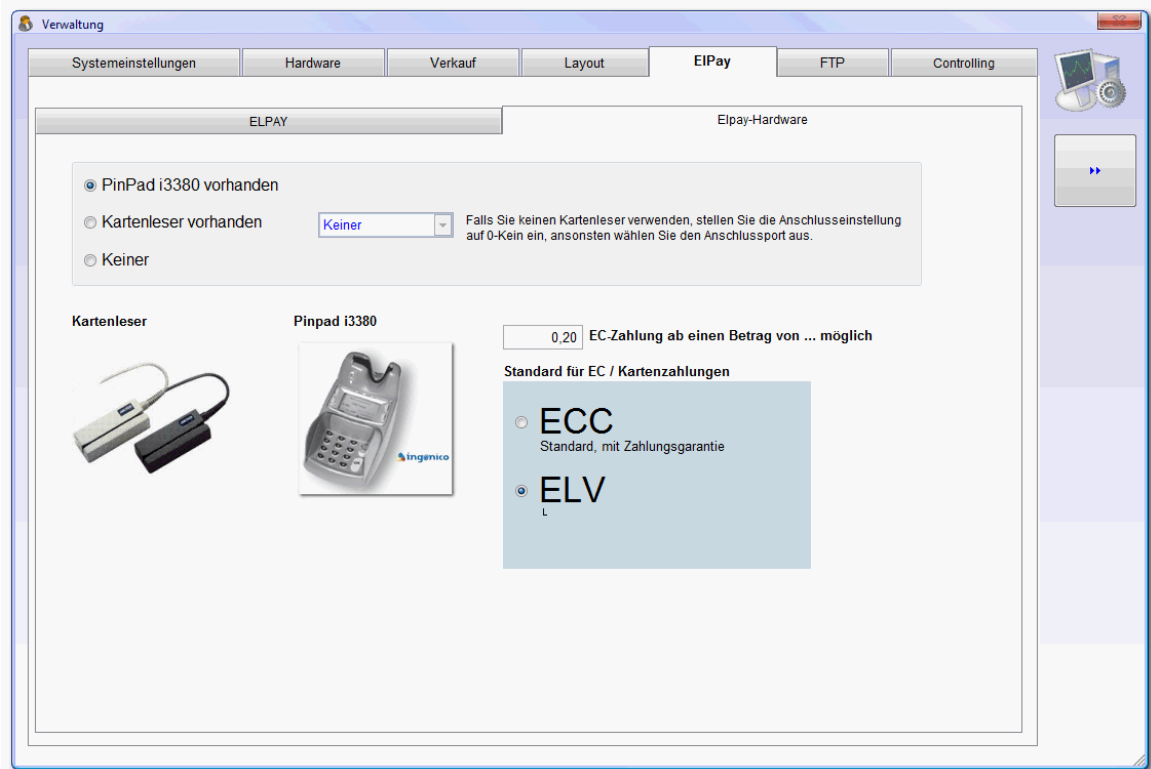 Verwaltung
Systemeinstellungen
Hardware
Verkauf
Layout
ElPay
FTP
Controlling
ELPAY
Elpay-Hardware
PinPad i3380 vorhanden
Kartenleser vorhanden
Keiner
Falls Sie keinen Kartenleser verwenden, stellen Sie die Anschlusseinstellung
auf 0-Kein ein, ansonsten wählen Sie den Anschlussport aus.
Keiner
Kartenleser
Pinpad i3380
ingenico
0,20 EC-Zahlung ab einen Betrag von ... möglich
Standard für EC / Kartenzahlungen
ECC
Standard, mit Zahlungsgarantie
ELV
L